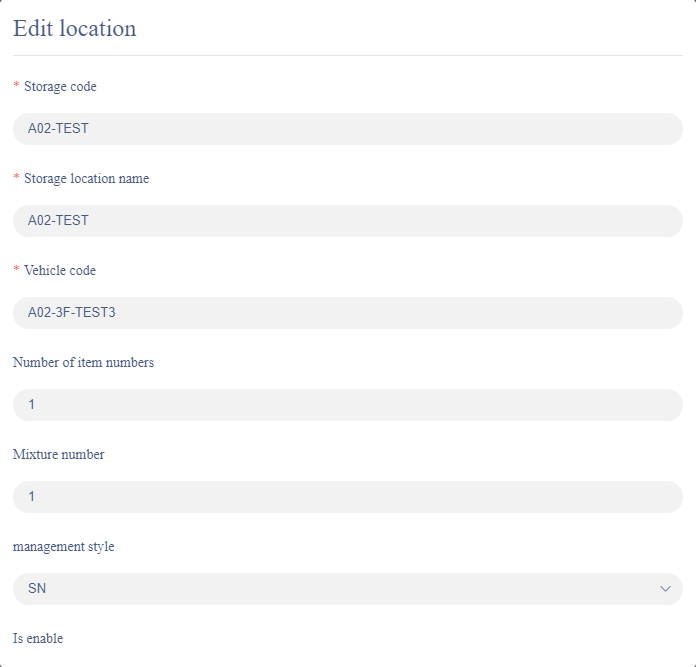 Edit location
* Storage code
A02-TEST
* Storage location name
A02-TEST
* Vehicle code
A02-3F-TEST3
Number of item numbers
1
Mixture number
1
management style
SN
Is enable